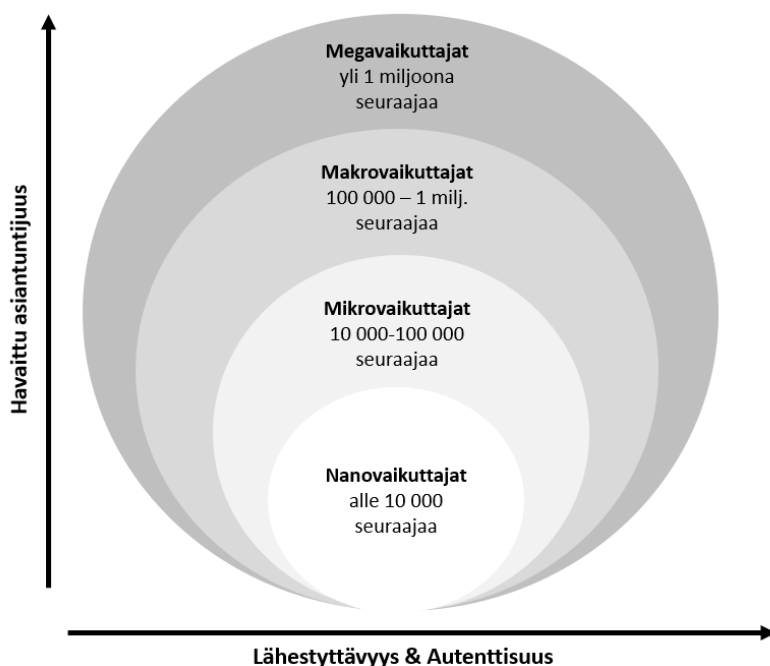 Megavaikuttajat
yli 1 miljoona
seuraajaa
Makrovaikuttajat
100 000 – 1 milj.
seuraajaa
Mikrovaikuttajat
10 000-100 000
seuraajaa
Nanovaikuttajat
alle 10 000
seuraajaa
Havaittu asiantuntijuus
Lähestyttävyys & Autenttisuus